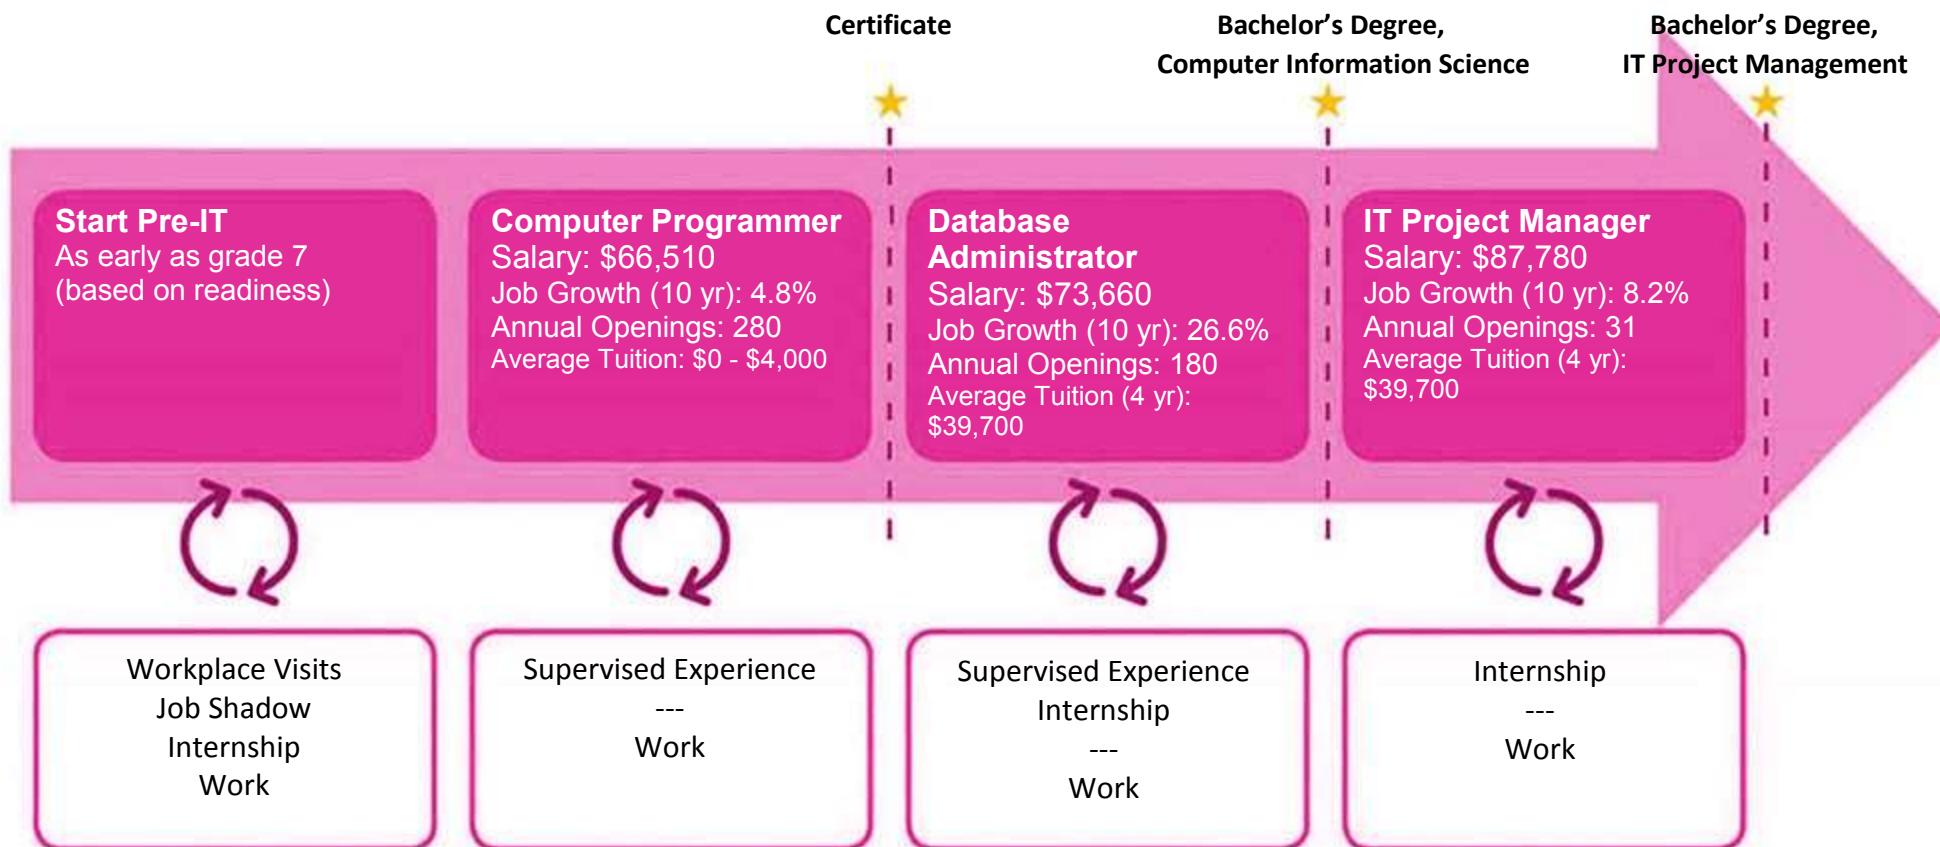 Certificate
Bachelor’s Degree,
Computer Information Science
Bachelor’s Degree,
IT Project Management
Start Pre-IT
As early as grade 7
(based on readiness)
Computer Programmer
Salary: $66,510
Job Growth (10 yr): 4.8%
Annual Openings: 280
Average Tuition: $0 - $4,000
Database
Administrator
Salary: $73,660
Job Growth (10 yr): 26.6%
Annual Openings: 180
Average Tuition (4 yr):
$39,700
IT Project Manager
Salary: $87,780
Job Growth (10 yr): 8.2%
Annual Openings: 31
Average Tuition (4 yr):
$39,700
Workplace Visits
Job Shadow
Internship
Work
Supervised Experience
---
Work
Supervised Experience
Internship
---
Work
Internship
---
Work